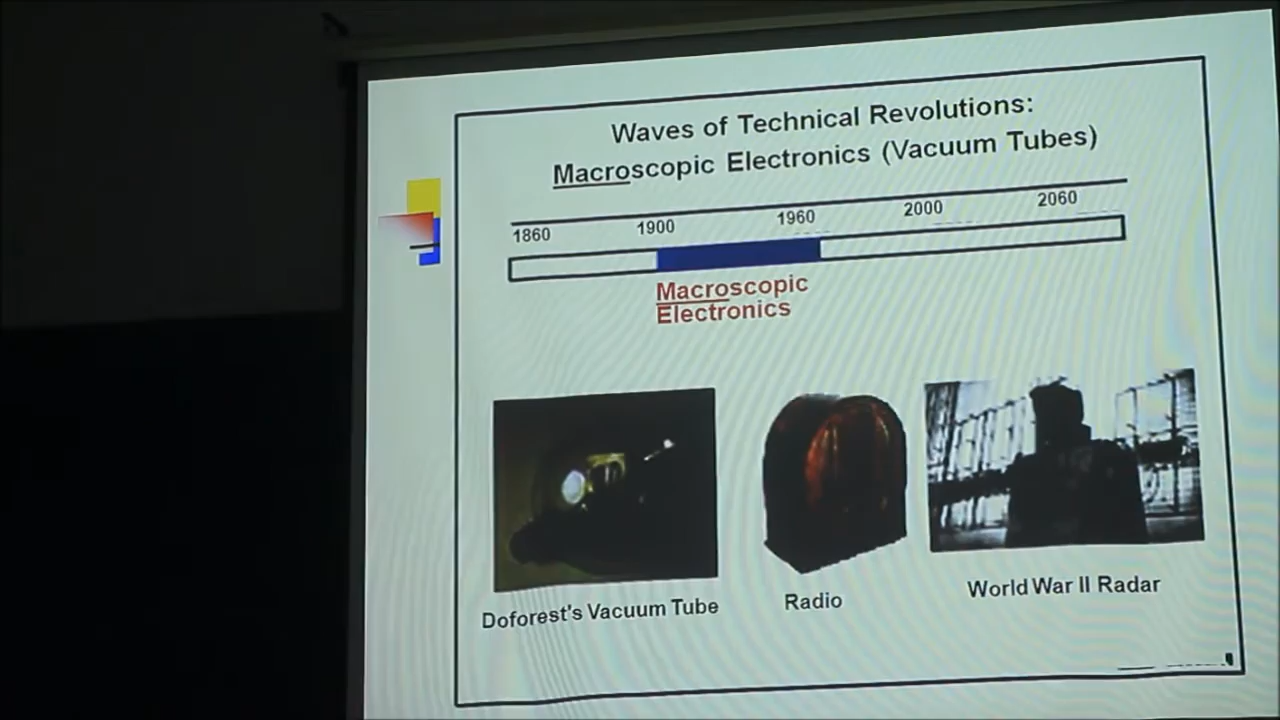 Waves of Technical Revolutions:
Macroscopic Electronics (Vacuum Tubes)
1860 1900 1960 2000 2060
Macroscopic
Electronics
Doforest's Vacuum Tube
Radio
World War II Radar